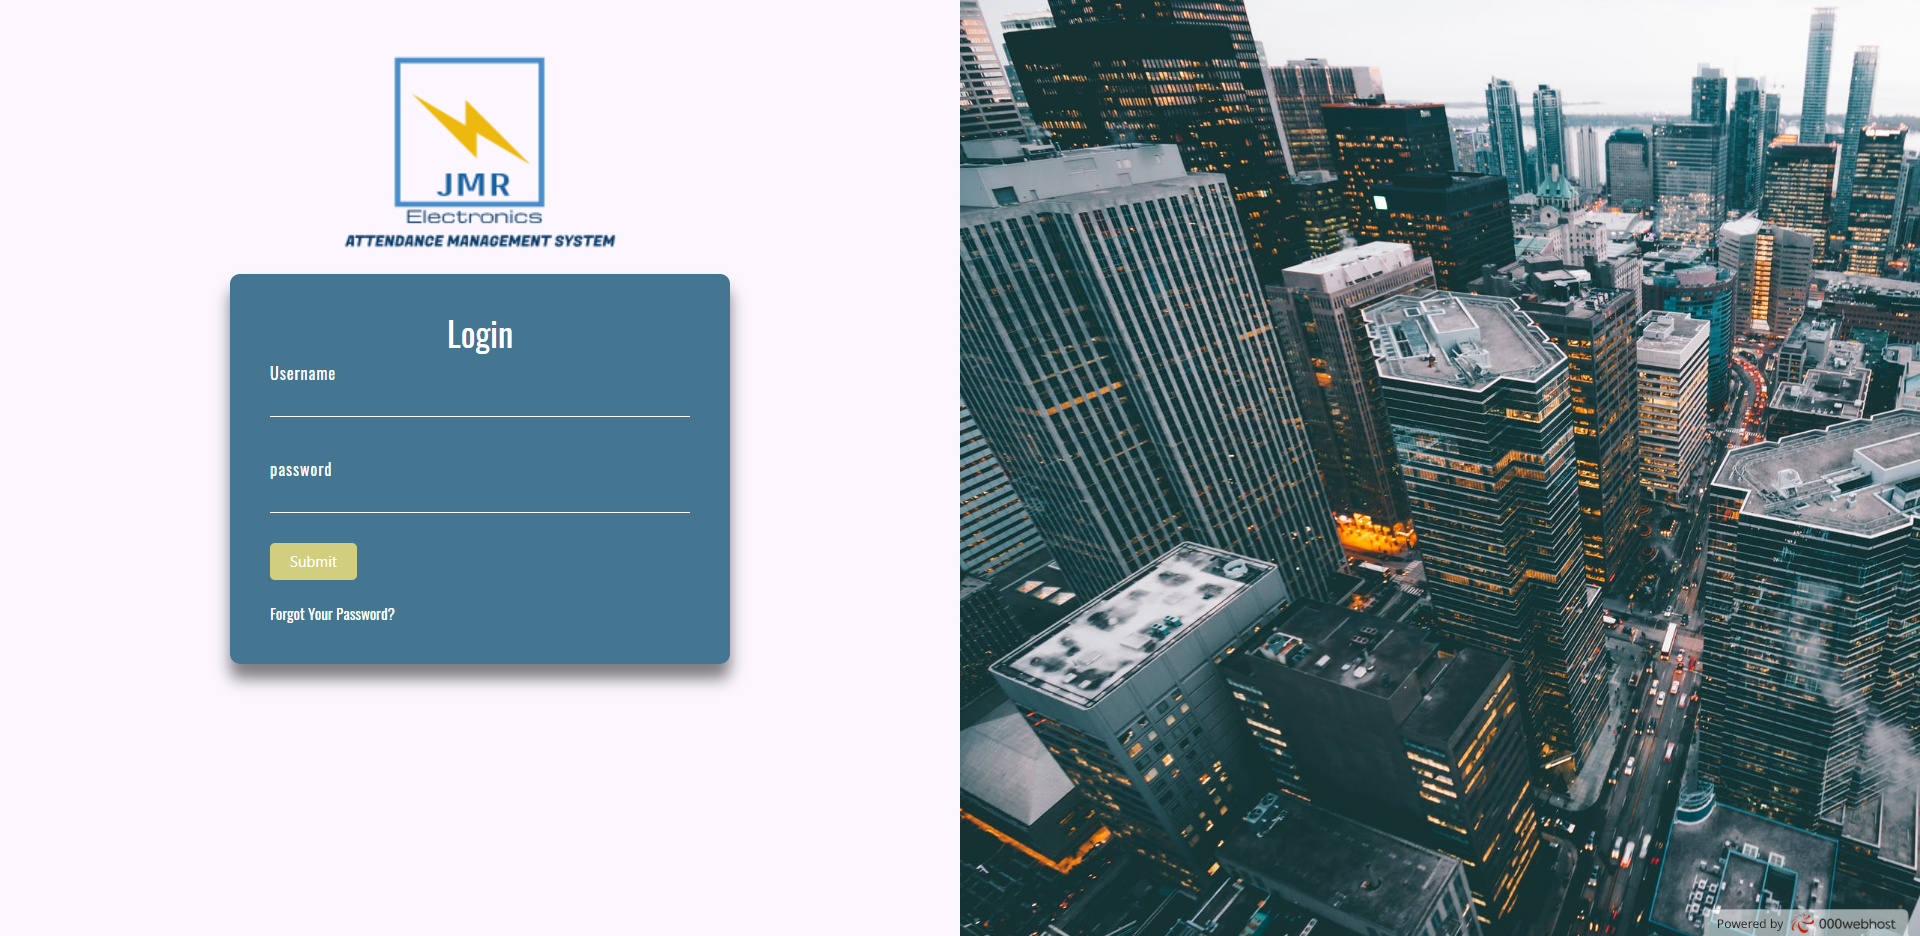 JMR
Electronics
ATTENDANCE MANAGEMENT SYSTEM
Login
Username
password
Submit
Forgot Your Password?
Powered by 000webhost